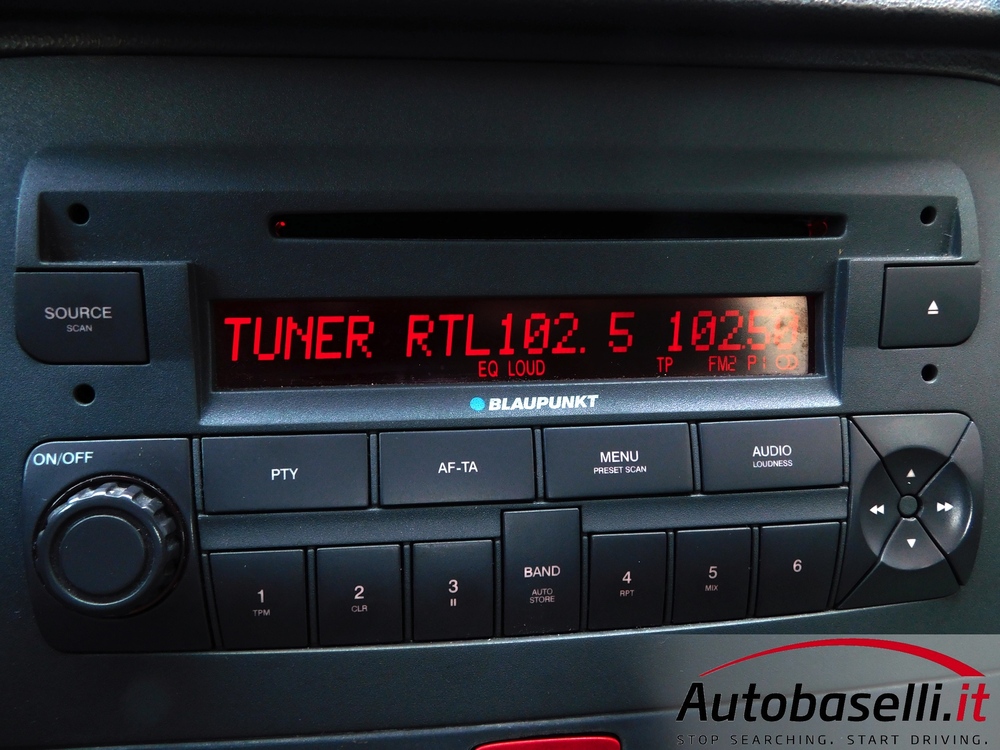 SOURCE
SCAN
TUNER RTL102.5 10250
EQ LOUD TP FM2 P1
BLAUPUNKT
ON/OFF
PTY
AF-TA
MENU
PRESET SCAN
AUDIO
LOUDNESS
1
TPM
2
CLR
3
BAND
AUTO
STORE
4
RPT
5
MIX
6
Autobaselli.it
STOP SEARCHING. START DRIVING.